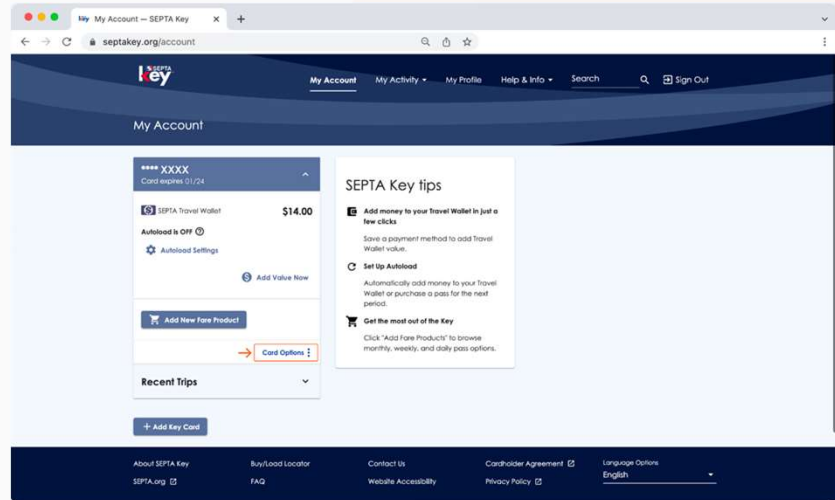 My Account — SEPTA Key
septakey.org/account
SEPTA
key
My Account
My Activity
My Profile
Help & Info
Search
Sign Out
My Account
**** XXXX
Card expires 01/24
SEPTA Travel Wallet
$14.00
Autoload is OFF
Autoload Settings
Add Value Now
Add New Fare Product
Card Options
Recent Trips
+ Add Key Card
SEPTA Key tips
Add money to your Travel Wallet in just a
few clicks
Save a payment method to add Travel
Wallet value.
Set Up Autoload
Automatically add money to your Travel
Wallet or purchase a pass for the next
period.
Get the most out of the Key
Click "Add Fare Products" to browse
monthly, weekly, and daily pass options.
About SEPTA Key
Buy/Load Locator
Contact Us
Cardholder Agreement
Language Options
English
SEPTA.org
FAQ
Website Accessibility
Privacy Policy